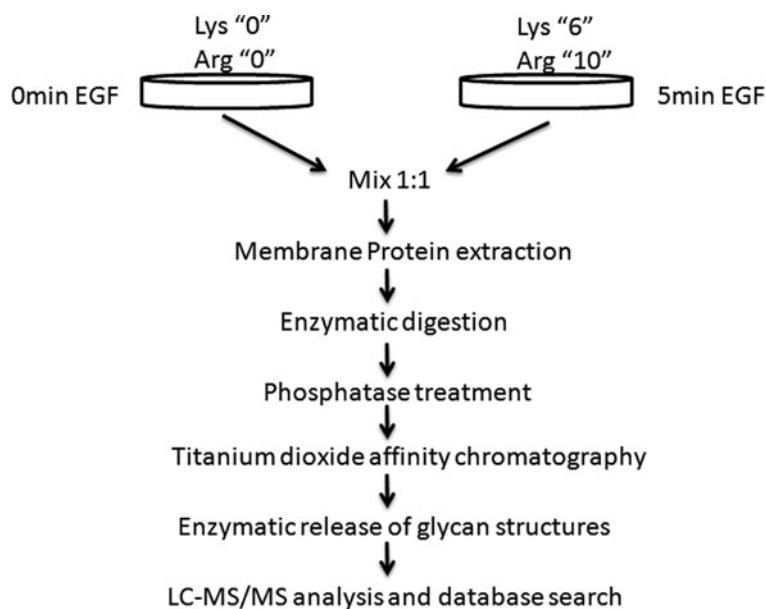 Lys “0”
Arg “0”
0min EGF
Lys “6”
Arg “10”
5min EGF
Mix 1:1
Membrane Protein extraction
Enzymatic digestion
Phosphatase treatment
Titanium dioxide affinity chromatography
Enzymatic release of glycan structures
LC-MS/MS analysis and database search